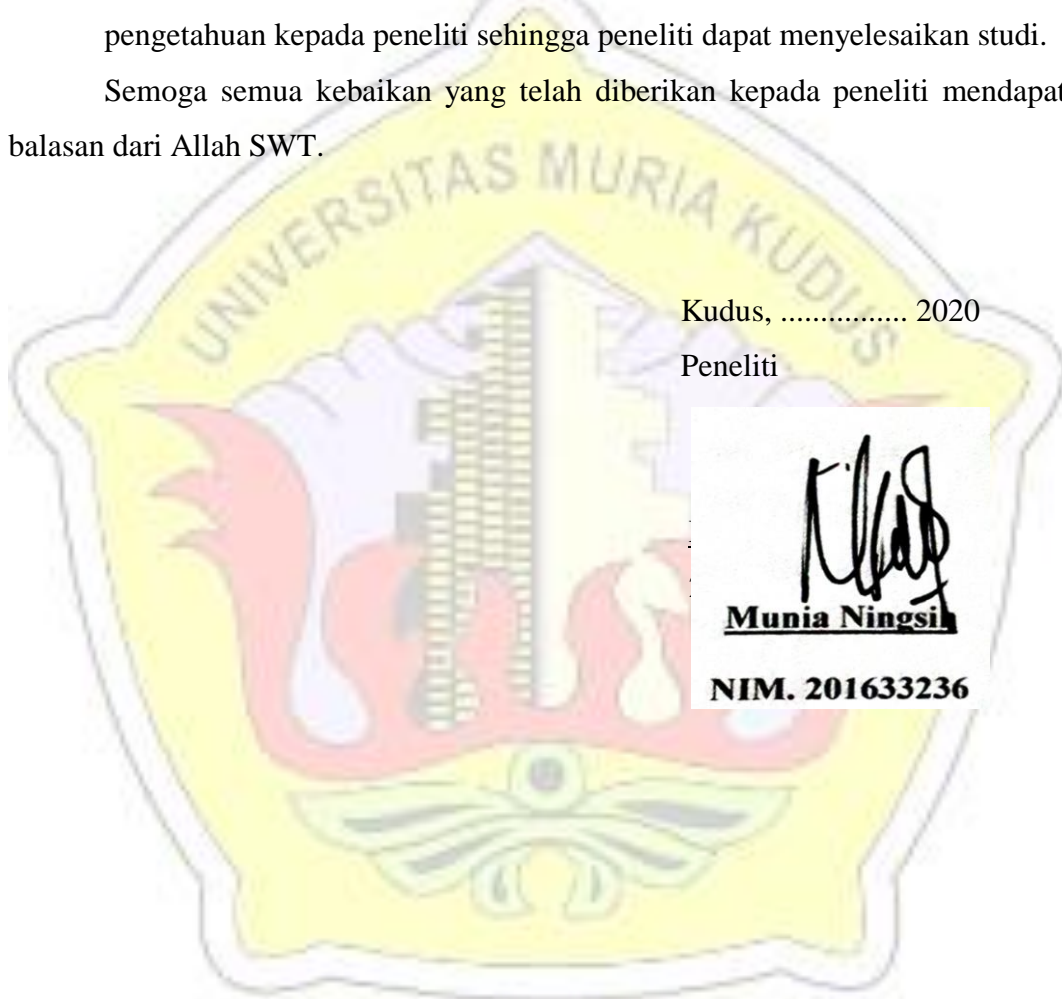 pengetahuan kepada peneliti sehingga peneliti dapat menyelesaikan studi.
Semoga semua kebaikan yang telah diberikan kepada peneliti mendapat
balasan dari Allah SWT.
UNIVERSITAS MURIA KUDUS
Kudus, ................ 2020
Peneliti
Munia Ningsih
NIM. 201633236